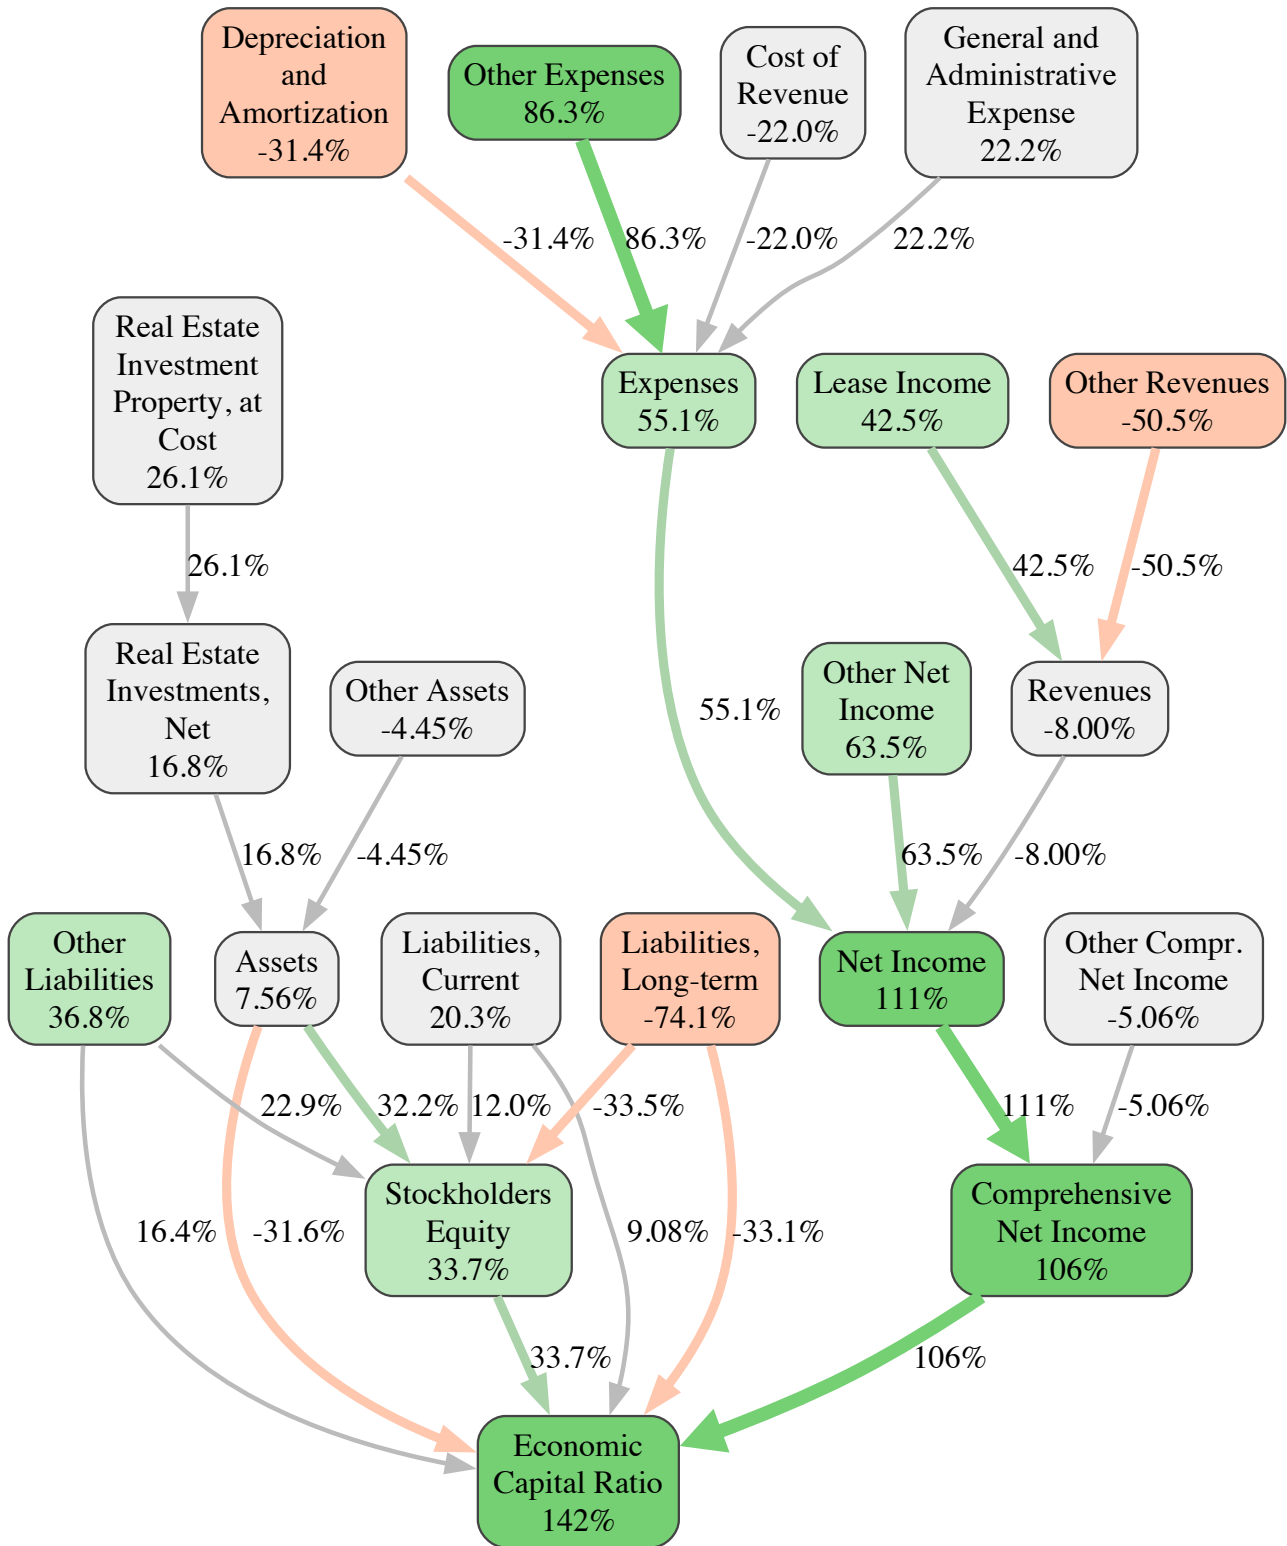 Depreciation
and
Amortization
-31.4%
Other Expenses
86.3%
Cost of
Revenue
-22.0%
General and
Administrative
Expense
22.2%
-31.4%
86.3%
-22.0%
22.2%
Real Estate
Investment
Property, at
Cost
26.1%
Expenses
55.1%
Lease Income
42.5%
Other Revenues
-50.5%
26.1%
42.5%
-50.5%
Real Estate
Investments,
Net
16.8%
Other Assets
-4.45%
55.1%
Other Net
Income
63.5%
Revenues
-8.00%
16.8%
-4.45%
63.5%
-8.00%
Other
Liabilities
36.8%
Assets
7.56%
Liabilities,
Current
20.3%
Liabilities,
Long-term
-74.1%
Net Income
111%
Other Compr.
Net Income
-5.06%
22.9%
32.2%
12.0%
-33.5%
111%
-5.06%
16.4%
-31.6%
Stockholders
Equity
33.7%
9.08%
-33.1%
Comprehensive
Net Income
106%
33.7%
106%
Economic
Capital Ratio
142%